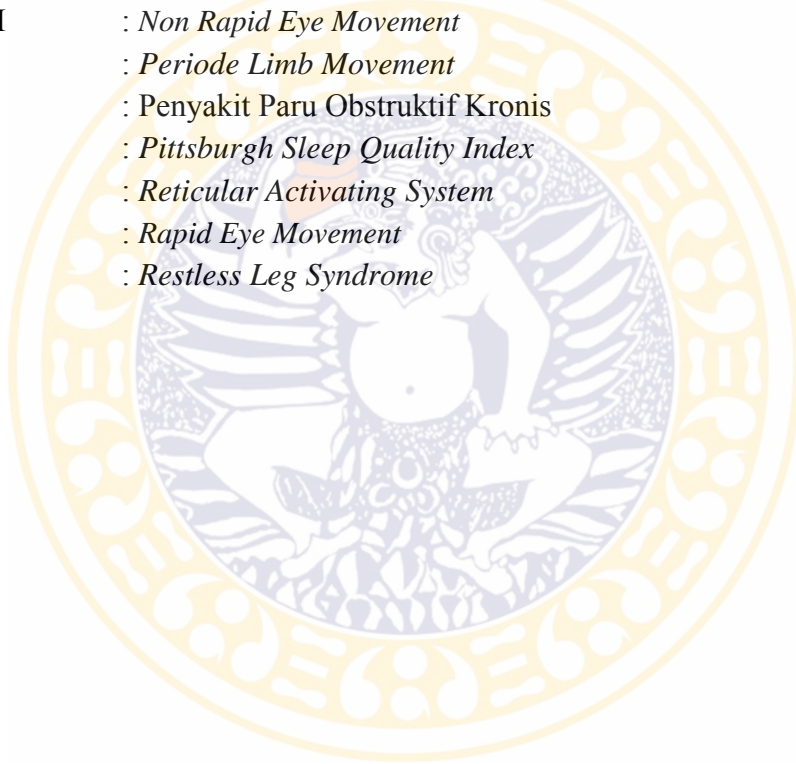 : Non Rapid Eye Movement
: Periode Limb Movement
: Penyakit Paru Obstruktif Kronis
: Pittsburgh Sleep Quality Index
: Reticular Activating System
: Rapid Eye Movement
: Restless Leg Syndrome